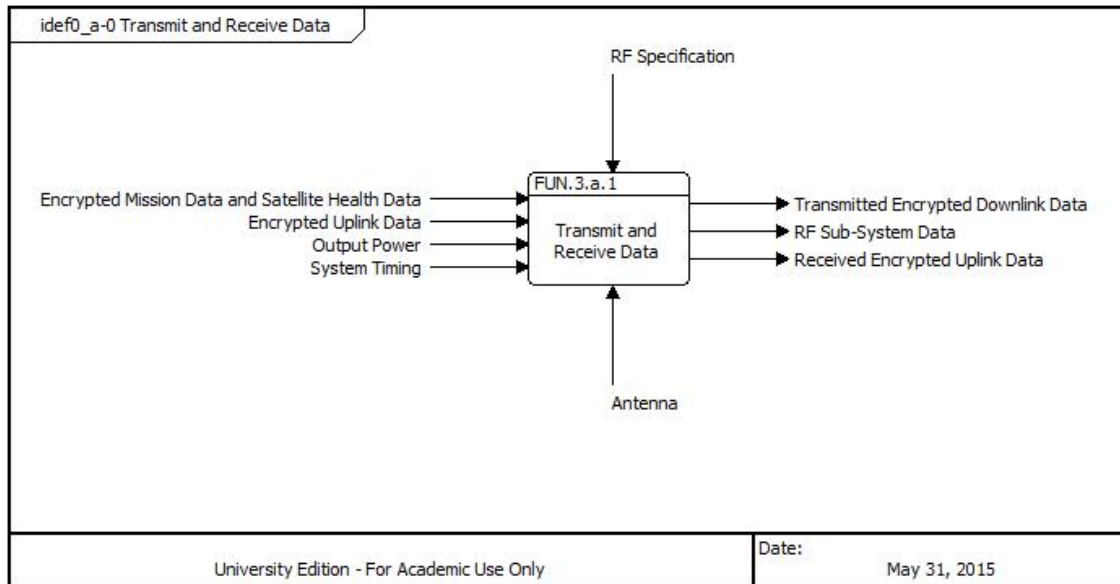 idef0_a-0 Transmit and Receive Data
RF Specification
FUN.3.a.1
Transmit and
Receive Data
Encrypted Mission Data and Satellite Health Data
Encrypted Uplink Data
Output Power
System Timing
Transmitted Encrypted Downlink Data
RF Sub-System Data
Received Encrypted Uplink Data
Antenna
University Edition - For Academic Use Only
Date:
May 31, 2015